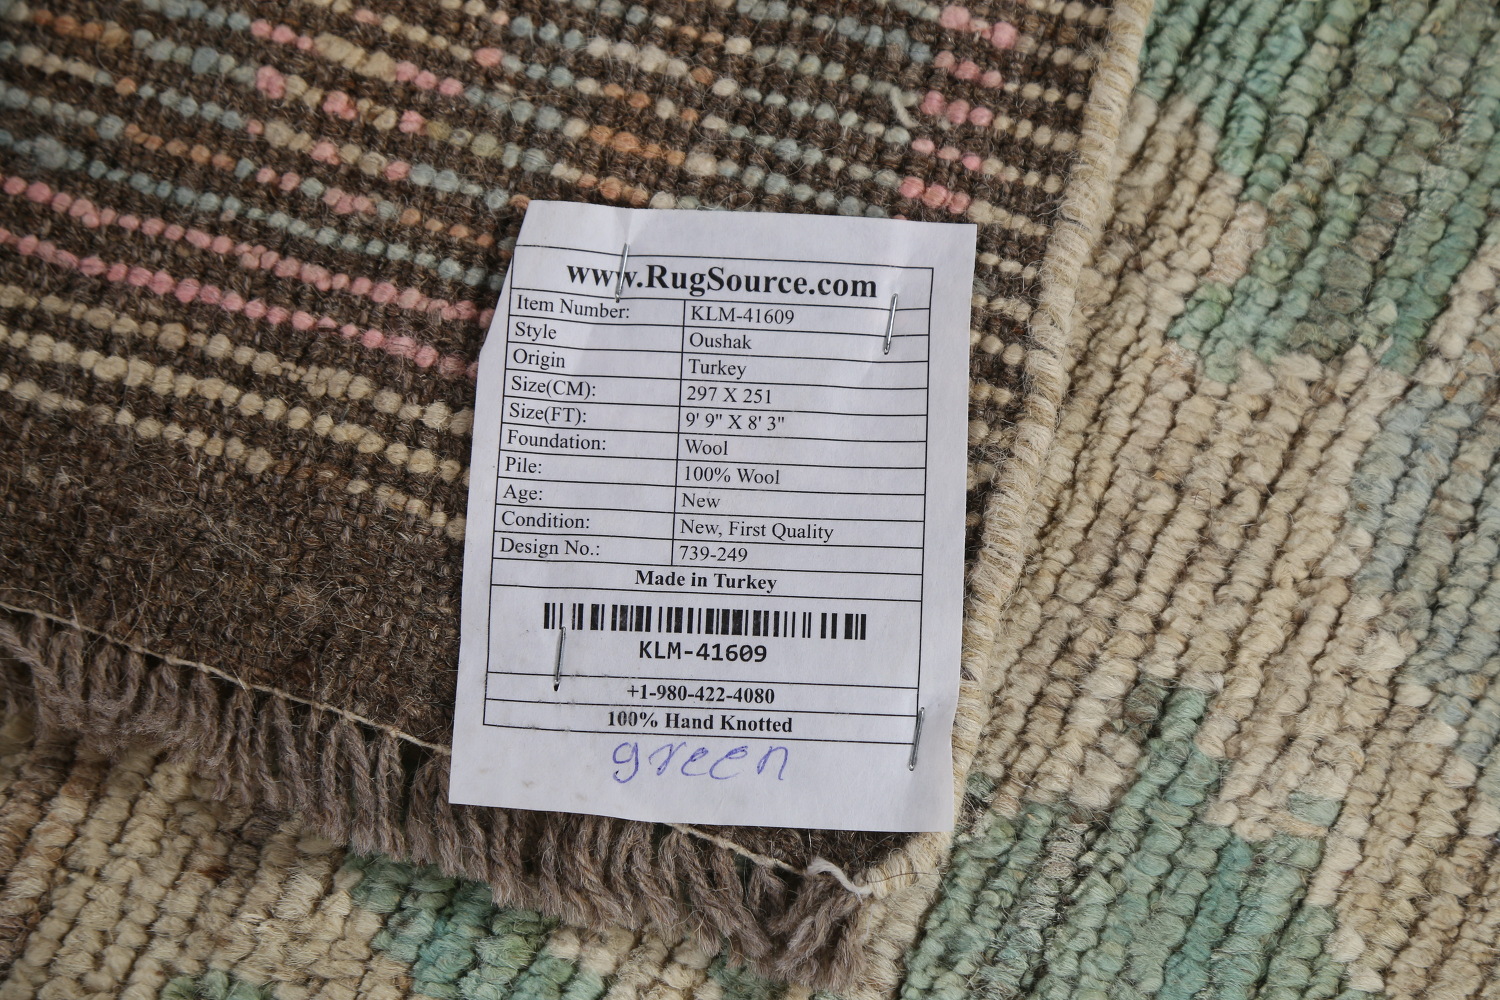 www.RugSource.com
Item Number: KLM-41609
Style Oushak
Origin Turkey
Size(CM): 297 X 251
Size(FT): 9' 9" X 8' 3"
Foundation: Wool
Pile: 100% Wool
Age: New
Condition: New, First Quality
Design No.: 739-249
Made in Turkey
KLM-41609
+1-980-422-4080
100% Hand Knotted
green